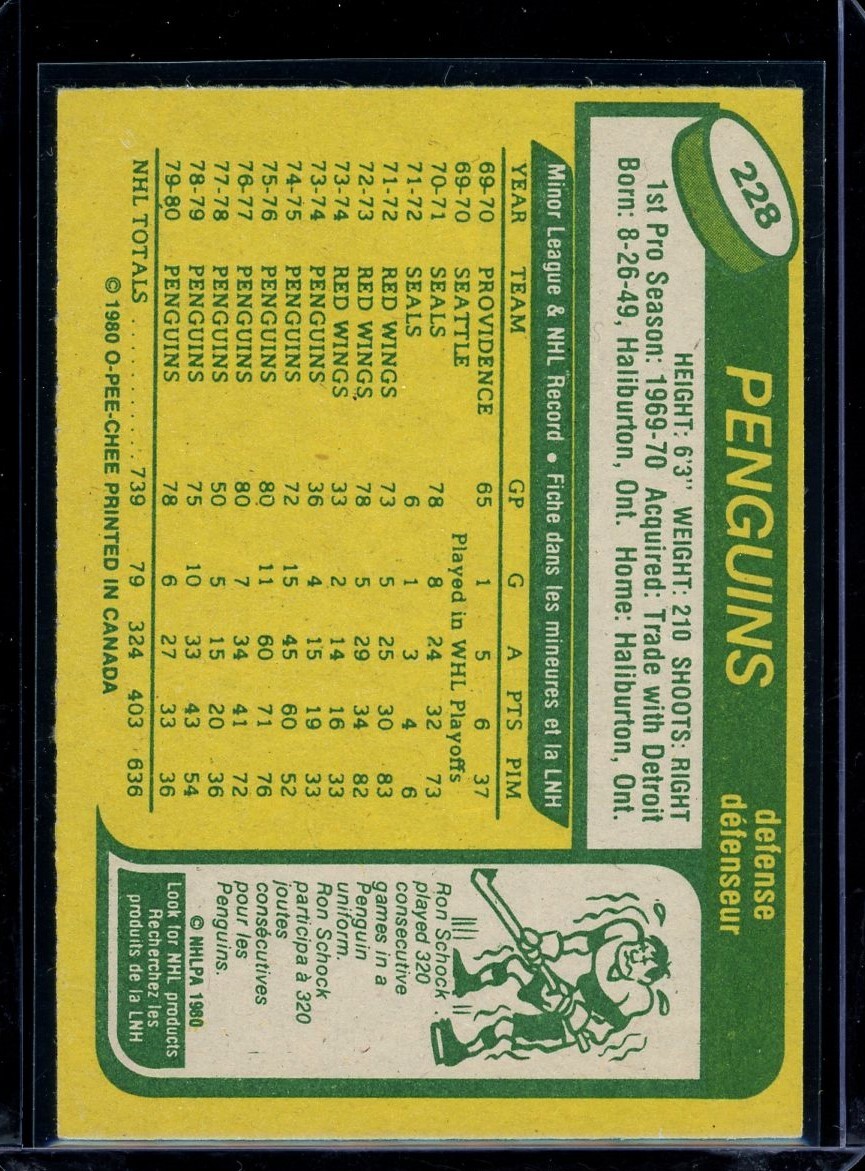 228
PENGUINS
defense
défenseur
HEIGHT: 6'3" WEIGHT: 210 SHOOTS: RIGHT
1st Pro Season: 1969-70 Acquired: Trade with Detroit
Born: 8-26-49, Haliburton, Ont. Home: Haliburton, Ont.
Minor League & NHL Record • Fiche dans les mineures et la LNH
YEAR TEAM GP G A PTS PIM
69-70 PROVIDENCE 65 1 5 6 37
69-70 SEATTLE Played in WHL Playoffs
70-71 SEALS 78 8 24 32 73
71-72 SEALS 6 1 3 4 6
71-72 RED WINGS 73 5 25 30 83
72-73 RED WINGS 78 5 29 34 82
73-74 RED WINGS 33 2 14 16 33
73-74 PENGUINS 36 4 15 19 33
74-75 PENGUINS 72 15 45 60 52
75-76 PENGUINS 80 11 60 71 76
76-77 PENGUINS 80 7 34 41 72
77-78 PENGUINS 50 5 15 20 36
78-79 PENGUINS 75 10 33 43 54
79-80 PENGUINS 78 6 27 33 36
NHL TOTALS .......... 739 79 324 403 636
© 1980 O-PEE-CHEE PRINTED IN CANADA
Ron Schock
played 320
consecutive
games in a
Penguin
uniform.
Ron Schock
participa à 320
joutes
consécutives
pour les
Penguins.
© NHLPA 1980
Look for NHL products
Recherchez les
produits de la LNH